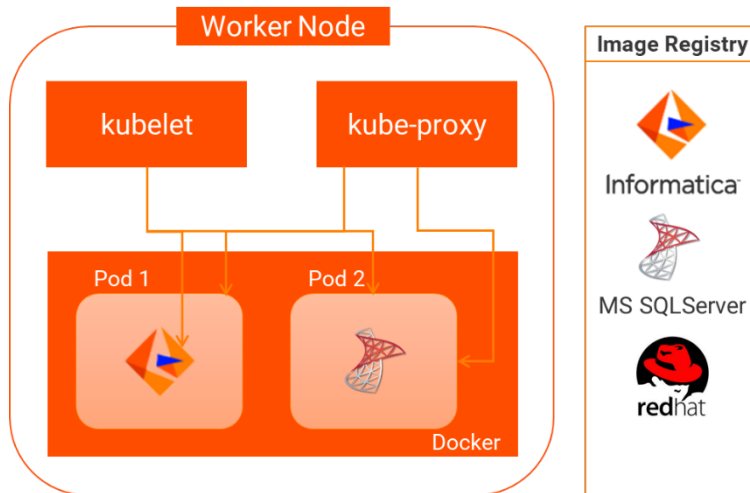 Worker Node
Image Registry
kubelet
kube-proxy
Informatica
Pod 1
Pod 2
MS SQLServer
redhat
Docker